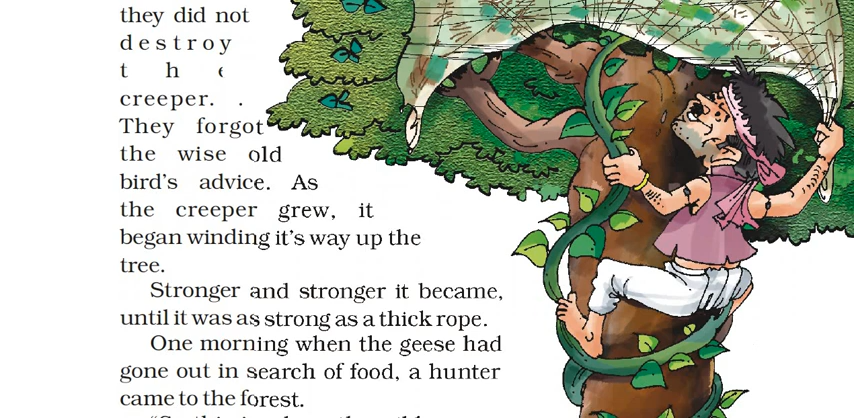 they did not
destroy
t h
creeper. .
They forgot
the wise old
bird's advice. As
the creeper grew, it
began winding it's way up the
tree.
Stronger and stronger it became,
until it was as strong as a thick rope.
One morning when the geese had
gone out in search of food, a hunter
came to the forest.